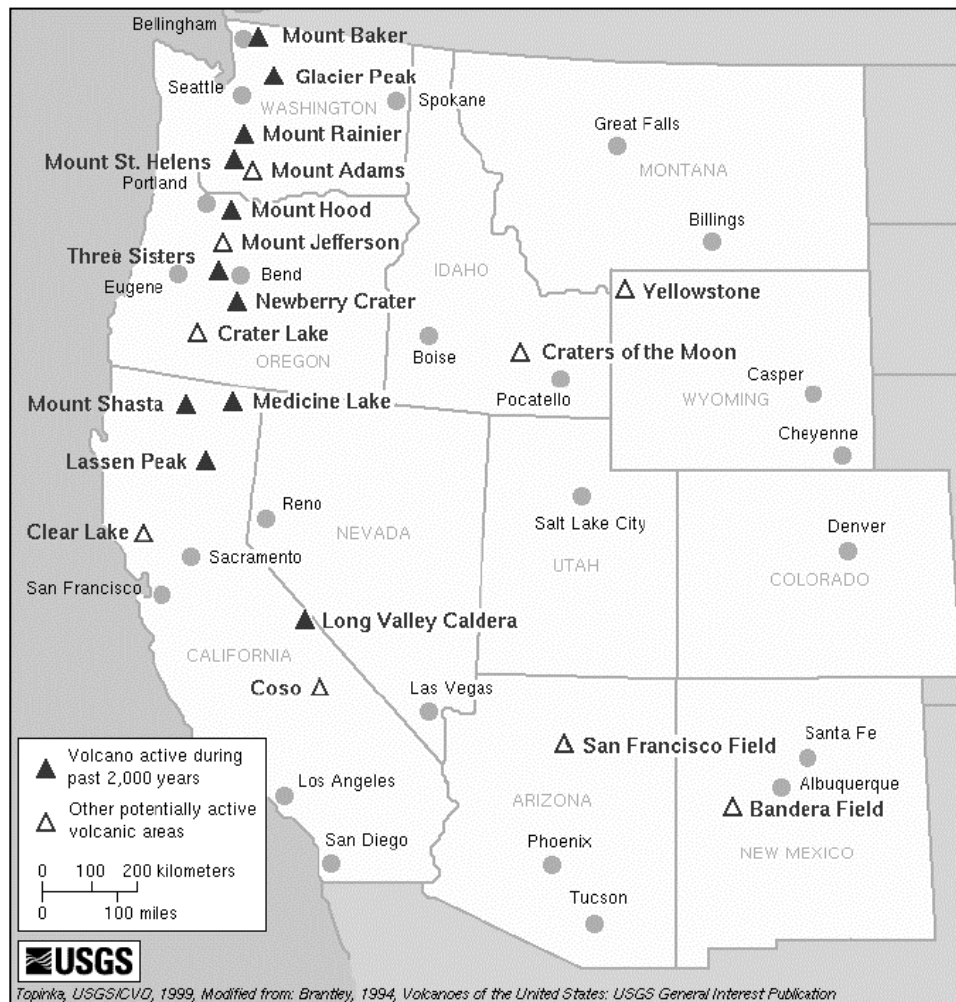 Bellingham
Mount Baker
Glacier Peak
Seattle
WASHINGTON
Spokane
Great Falls
Mount Rainier
Mount St. Helens
Mount Adams
MONTANA
Portland
Mount Hood
Billings
Mount Jefferson
Three Sisters
IDAHO
Eugene
Bend
Yellowstone
Newberry Crater
Crater Lake
OREGON
Boise
Craters of the Moon
Casper
Mount Shasta
Medicine Lake
Pocatello
WYOMING
Cheyenne
Lassen Peak
Reno
Salt Lake City
Clear Lake
NEVADA
Denver
Sacramento
UTAH
COLORADO
San Francisco
Long Valley Caldera
CALIFORNIA
Coso
Las Vegas
Santa Fe
San Francisco Field
Volcano active during
past 2,000 years
Los Angeles
Albuquerque
ARIZONA
Bandera Field
Other potentially active
volcanic areas
San Diego
Phoenix
NEW MEXICO
0 100 200 kilometers
0 100 miles
Tucson
USGS
Topinka, USGS/CVO, 1999, Modified from: Brantley, 1994, Volcanoes of the United States: USGS General Interest Publication